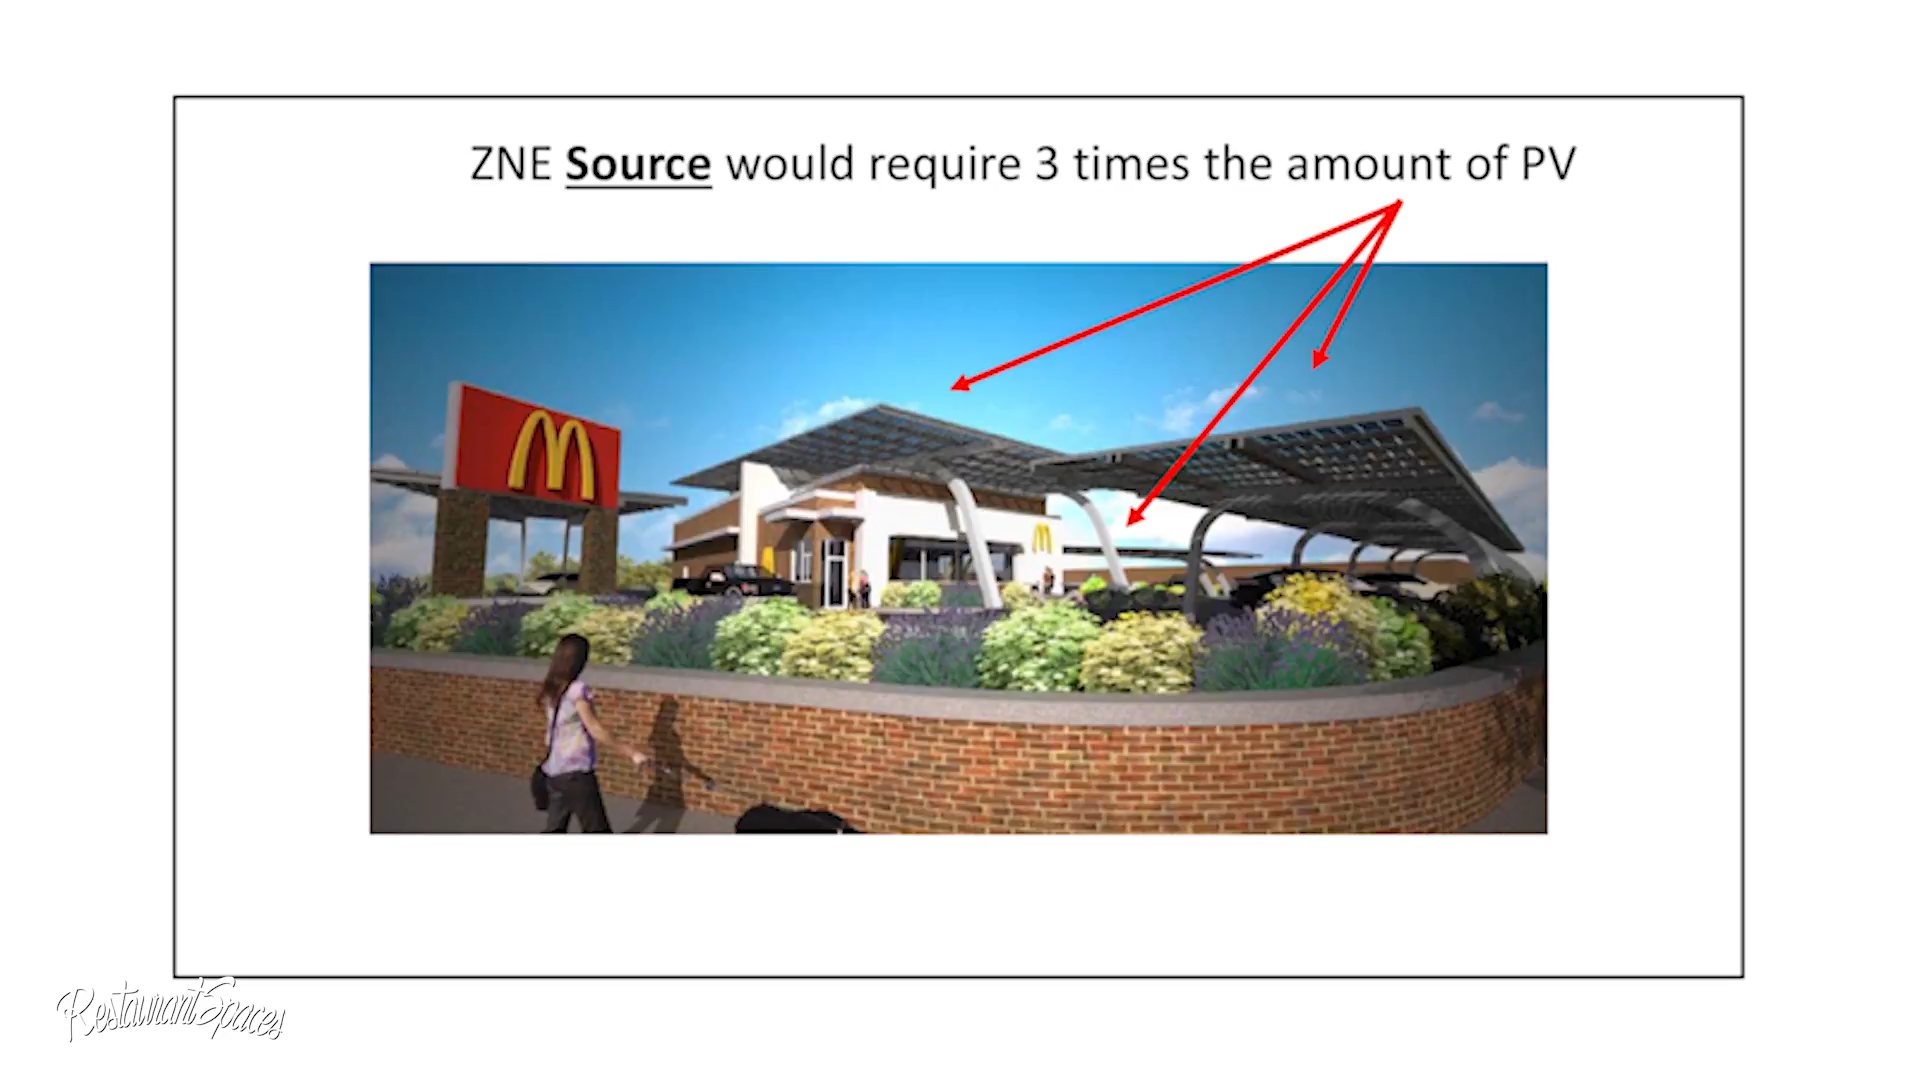 ZNE Source would require 3 times the amount of PV
RestaurantSpaces